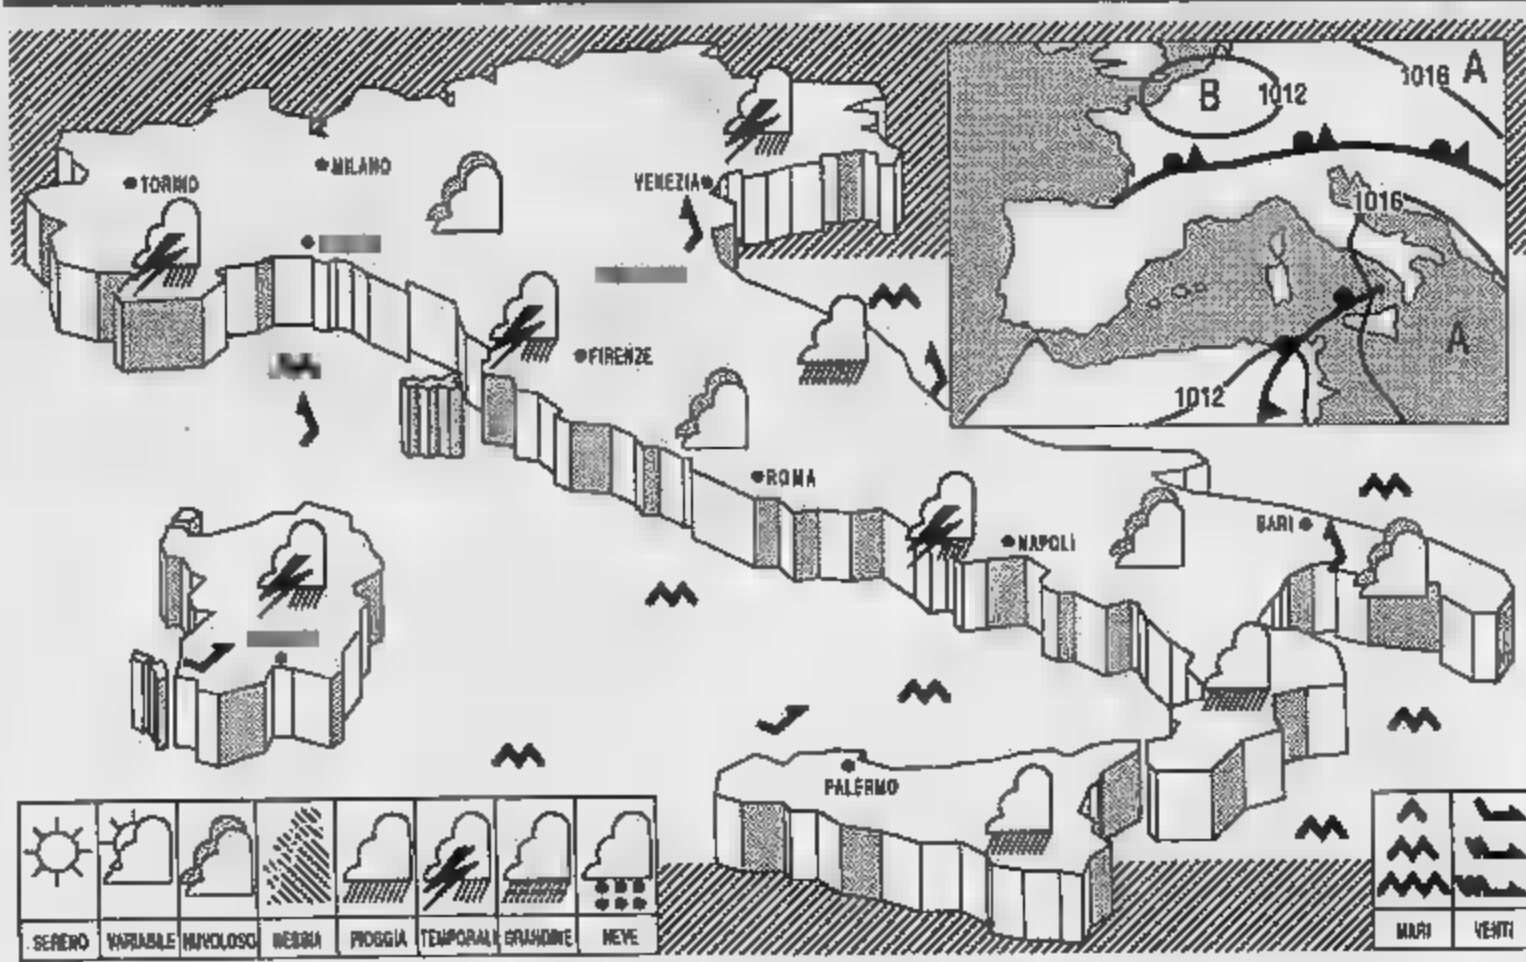 MILANO
TORINO
VENEZIA
FIRENZE
ROMA
NAPOLI
BARI
PALERMO
B
1012
1016
A
1016
A
1012
SERENO
VARIABILE
NUVOLOSO
NEBBIA
PIOGGIA
TEMPORALI
GRANDINE
NEVE
MARI
VENTI